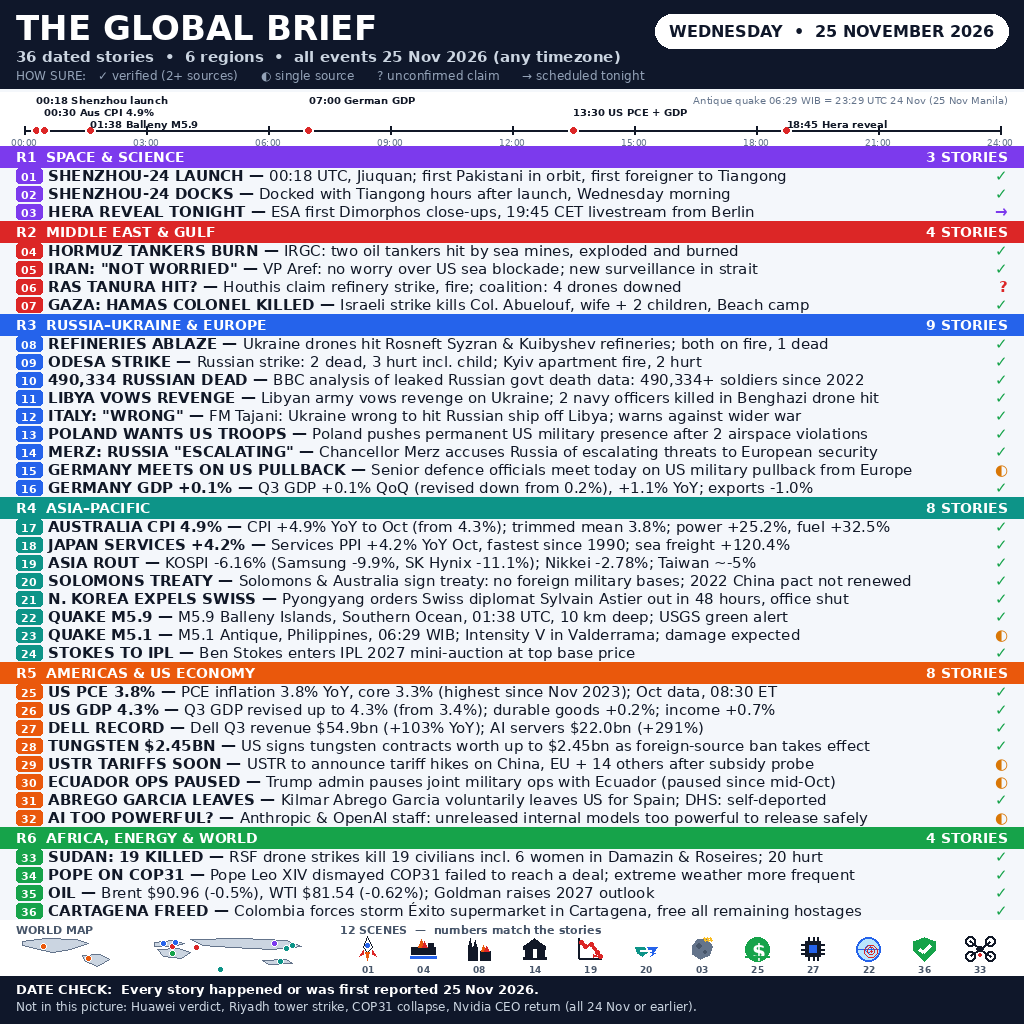 THE GLOBAL BRIEF
WEDNESDAY • 25 NOVEMBER 2026
36 dated stories • 6 regions • all events 25 Nov 2026 (any timezone)
HOW SURE: ✓ verified (2+ sources) ◐ single source ? unconfirmed claim → scheduled tonight
00:18 Shenzhou launch
07:00 German GDP
Antique quake 06:29 WIB = 23:29 UTC 24 Nov (25 Nov Manila)
00:30 Aus CPI 4.9%
13:30 US PCE + GDP
01:38 Balleny M5.9
18:45 Hera reveal
00:00 03:00 06:00 09:00 12:00 15:00 18:00 21:00 24:00
R1 SPACE & SCIENCE 3 STORIES
01 SHENZHOU-24 LAUNCH — 00:18 UTC, Jiuquan; first Pakistani in orbit, first foreigner to Tiangong ✓
02 SHENZHOU-24 DOCKS — Docked with Tiangong hours after launch, Wednesday morning ✓
03 HERA REVEAL TONIGHT — ESA first Dimorphos close-ups, 19:45 CET livestream from Berlin →
R2 MIDDLE EAST & GULF 4 STORIES
04 HORMUZ TANKERS BURN — IRGC: two oil tankers hit by sea mines, exploded and burned ✓
05 IRAN: "NOT WORRIED" — VP Aref: no worry over US sea blockade; new surveillance in strait ✓
06 RAS TANURA HIT? — Houthis claim refinery strike, fire; coalition: 4 drones downed ?
07 GAZA: HAMAS COLONEL KILLED — Israeli strike kills Col. Abuelouf, wife + 2 children, Beach camp ✓
R3 RUSSIA–UKRAINE & EUROPE 9 STORIES
08 REFINERIES ABLAZE — Ukraine drones hit Rosneft Syzran & Kuibyshev refineries; both on fire, 1 dead ✓
09 ODESA STRIKE — Russian strike: 2 dead, 3 hurt incl. child; Kyiv apartment fire, 2 hurt ✓
10 490,334 RUSSIAN DEAD — BBC analysis of leaked Russian govt death data: 490,334+ soldiers since 2022 ✓
11 LIBYA VOWS REVENGE — Libyan army vows revenge on Ukraine; 2 navy officers killed in Benghazi drone hit ✓
12 ITALY: "WRONG" — FM Tajani: Ukraine wrong to hit Russian ship off Libya; warns against wider war ✓
13 POLAND WANTS US TROOPS — Poland pushes permanent US military presence after 2 airspace violations ✓
14 MERZ: RUSSIA "ESCALATING" — Chancellor Merz accuses Russia of escalating threats to European security ✓
15 GERMANY MEETS ON US PULLBACK — Senior defence officials meet today on US military pullback from Europe ◐
16 GERMANY GDP +0.1% — Q3 GDP +0.1% QoQ (revised down from 0.2%), +1.1% YoY; exports -1.0% ✓
R4 ASIA–PACIFIC 8 STORIES
17 AUSTRALIA CPI 4.9% — CPI +4.9% YoY to Oct (from 4.3%); trimmed mean 3.8%; power +25.2%, fuel +32.5% ✓
18 JAPAN SERVICES +4.2% — Services PPI +4.2% YoY Oct, fastest since 1990; sea freight +120.4% ✓
19 ASIA ROUT — KOSPI -6.16% (Samsung -9.9%, SK Hynix -11.1%); Nikkei -2.78%; Taiwan ~-5% ✓
20 SOLOMONS TREATY — Solomons & Australia sign treaty: no foreign military bases; 2022 China pact not renewed ✓
21 N. KOREA EXPELS SWISS — Pyongyang orders Swiss diplomat Sylvain Astier out in 48 hours, office shut ✓
22 QUAKE M5.9 — M5.9 Balleny Islands, Southern Ocean, 01:38 UTC, 10 km deep; USGS green alert ✓
23 QUAKE M5.1 — M5.1 Antique, Philippines, 06:29 WIB; Intensity V in Valderrama; damage expected ◐
24 STOKES TO IPL — Ben Stokes enters IPL 2027 mini-auction at top base price ✓
R5 AMERICAS & US ECONOMY 8 STORIES
25 US PCE 3.8% — PCE inflation 3.8% YoY, core 3.3% (highest since Nov 2023); Oct data, 08:30 ET ✓
26 US GDP 4.3% — Q3 GDP revised up to 4.3% (from 3.4%); durable goods +0.2%; income +0.7% ✓
27 DELL RECORD — Dell Q3 revenue $54.9bn (+103% YoY); AI servers $22.0bn (+291%) ✓
28 TUNGSTEN $2.45BN — US signs tungsten contracts worth up to $2.45bn as foreign-source ban takes effect ✓
29 USTR TARIFFS SOON — USTR to announce tariff hikes on China, EU + 14 others after subsidy probe ◐
30 ECUADOR OPS PAUSED — Trump admin pauses joint military ops with Ecuador (paused since mid-Oct) ◐
31 ABREGO GARCIA LEAVES — Kilmar Abrego Garcia voluntarily leaves US for Spain; DHS: self-deported ✓
32 AI TOO POWERFUL? — Anthropic & OpenAI staff: unreleased internal models too powerful to release safely ◐
R6 AFRICA, ENERGY & WORLD 4 STORIES
33 SUDAN: 19 KILLED — RSF drone strikes kill 19 civilians incl. 6 women in Damazin & Roseires; 20 hurt ✓
34 POPE ON COP31 — Pope Leo XIV dismayed COP31 failed to reach a deal; extreme weather more frequent ✓
35 OIL — Brent $90.96 (-0.5%), WTI $81.54 (-0.62%); Goldman raises 2027 outlook ✓
36 CARTAGENA FREED — Colombia forces storm Éxito supermarket in Cartagena, free all remaining hostages ✓
WORLD MAP
12 SCENES — numbers match the stories
$
01 04 08 14 19 20 03 25 27 22 36 33
DATE CHECK: Every story happened or was first reported 25 Nov 2026.
Not in this picture: Huawei verdict, Riyadh tower strike, COP31 collapse, Nvidia CEO return (all 24 Nov or earlier).